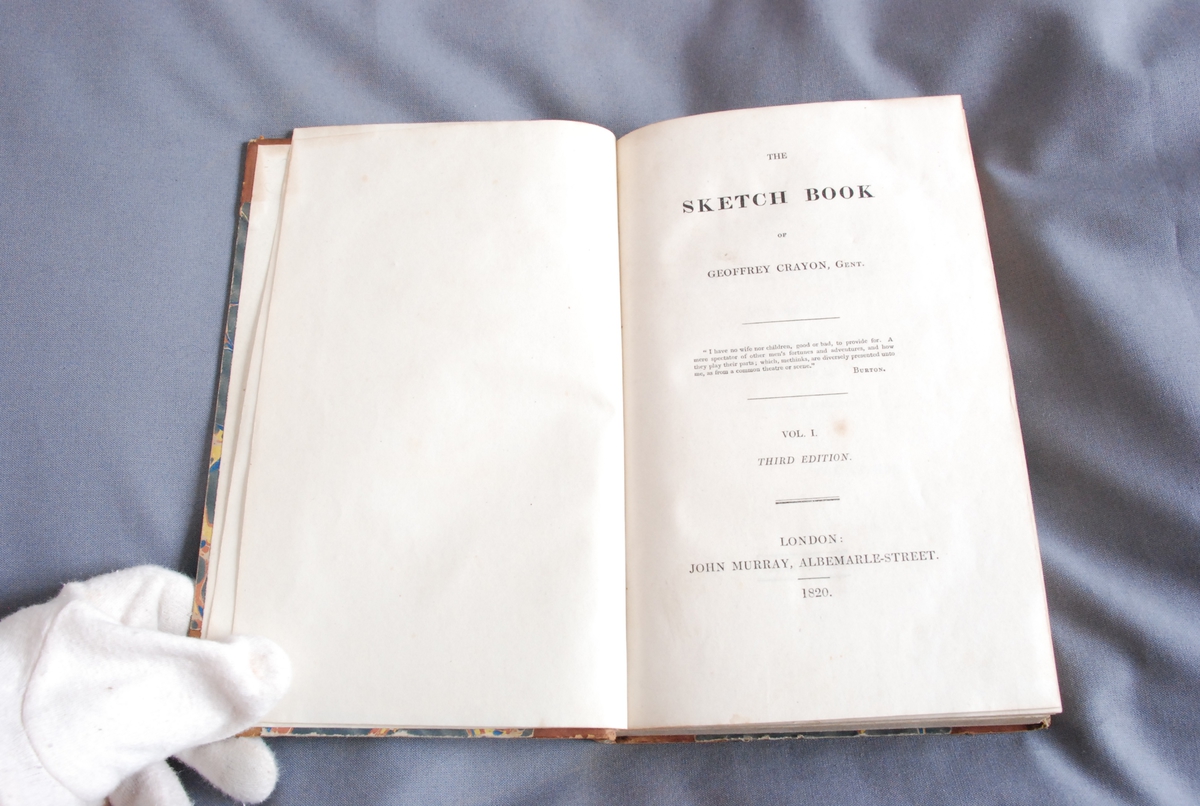 THE
SKETCH BOOK
OF
GEOFFREY CRAYON, Gent.
“ I have no wife nor children, good or bad, to provide for. A
mere spectator of other men's fortunes and adventures, and how
they play their parts; which, methinks, are diversely presented unto
me, as from a common theatre or scene.”
Burton.
VOL. I.
THIRD EDITION.
LONDON:
JOHN MURRAY, ALBEMARLE-STREET.
1820.